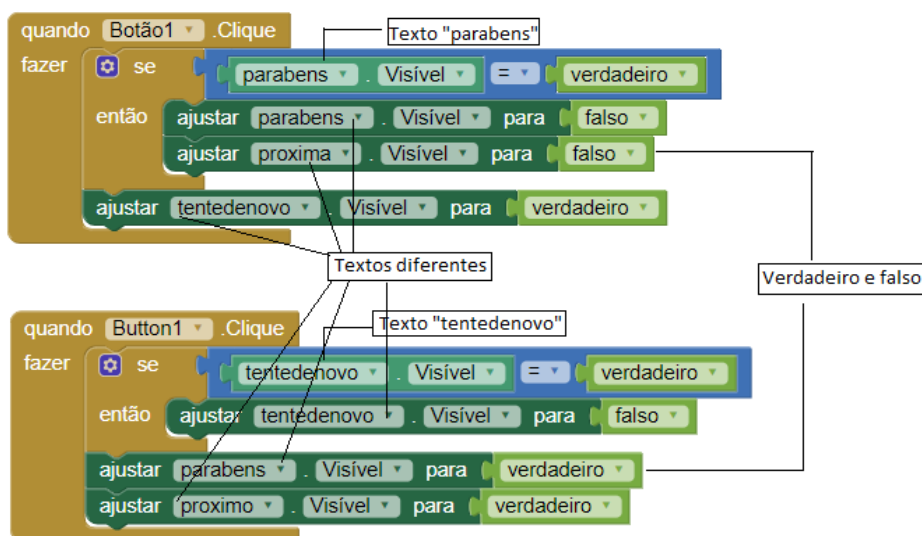 quando Botão1 .Clique
Texto "parabens"
fazer se parabens . Visível = verdadeiro
então ajustar parabens . Visível para falso
ajustar proxima . Visível para falso
ajustar tentedenovo . Visível para verdadeiro
Textos diferentes
Verdadeiro e falso
quando Button1 .Clique
Texto "tentedenovo"
fazer se tentedenovo . Visível = verdadeiro
então ajustar tentedenovo . Visível para falso
ajustar parabens . Visível para verdadeiro
ajustar proximo . Visível para verdadeiro